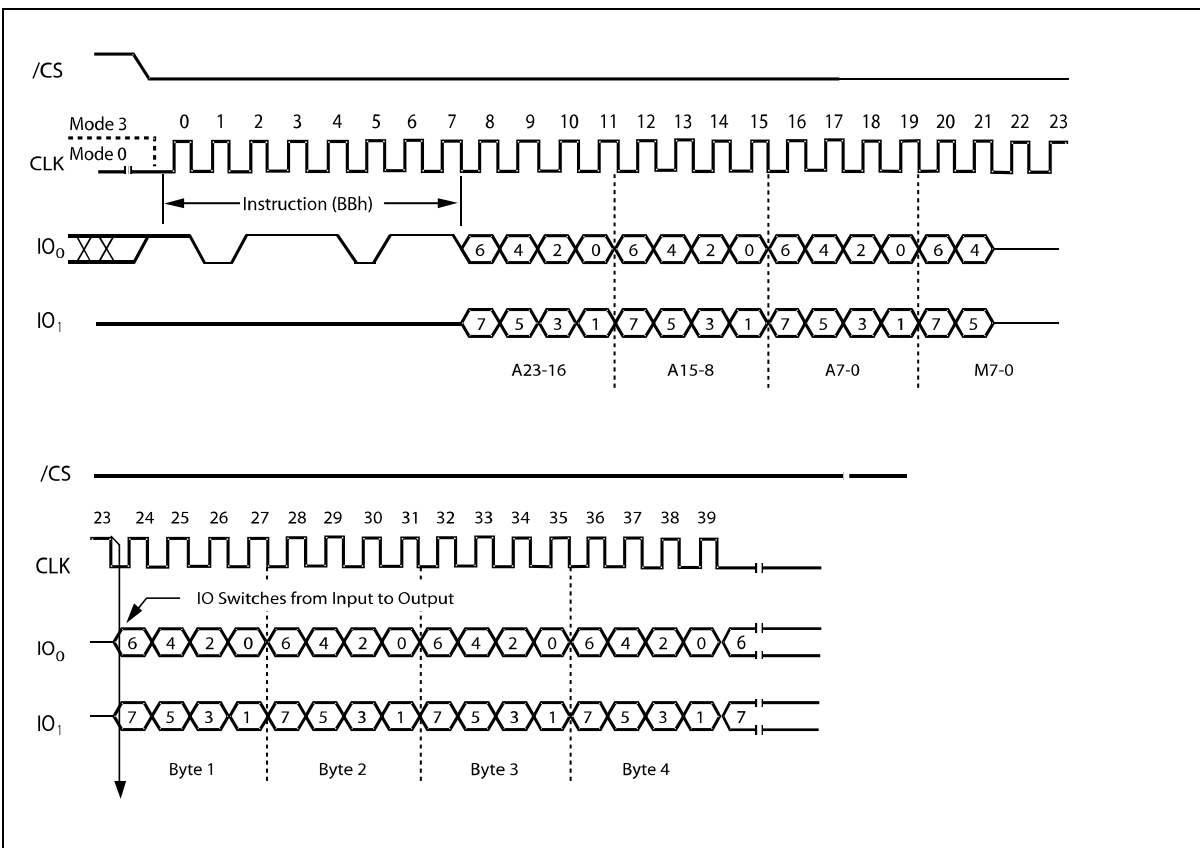 /CS
Mode 3
0 1 2 3 4 5 6 7 8 9 10 11 12 13 14 15 16 17 18 19 20 21 22 23
Mode 0
CLK
Instruction (BBh)
IO0 6 4 2 0 6 4 2 0 6 4 2 0 6 4
IO1 7 5 3 1 7 5 3 1 7 5 3 1 7 5
A23-16 A15-8 A7-0 M7-0
/CS
23 24 25 26 27 28 29 30 31 32 33 34 35 36 37 38 39
CLK
IO Switches from Input to Output
IO0 6 4 2 0 6 4 2 0 6 4 2 0 6 4 2 0 6
IO1 7 5 3 1 7 5 3 1 7 5 3 1 7 5 3 1 7
Byte 1 Byte 2 Byte 3 Byte 4